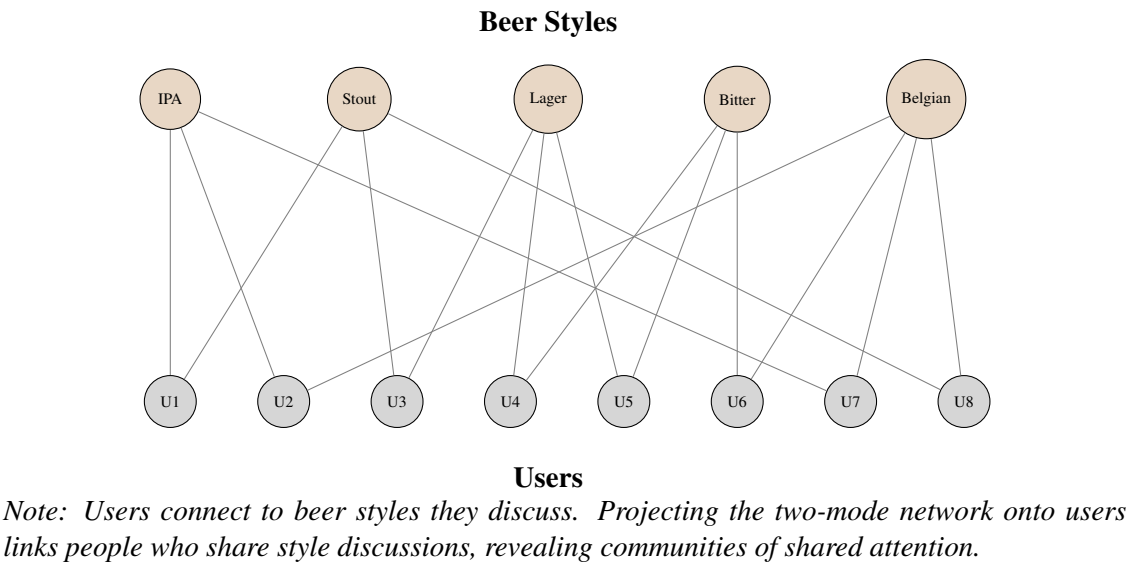 Beer Styles
IPA Stout Lager Bitter Belgian
U1 U2 U3 U4 U5 U6 U7 U8
Users
Note: Users connect to beer styles they discuss. Projecting the two-mode network onto users
links people who share style discussions, revealing communities of shared attention.